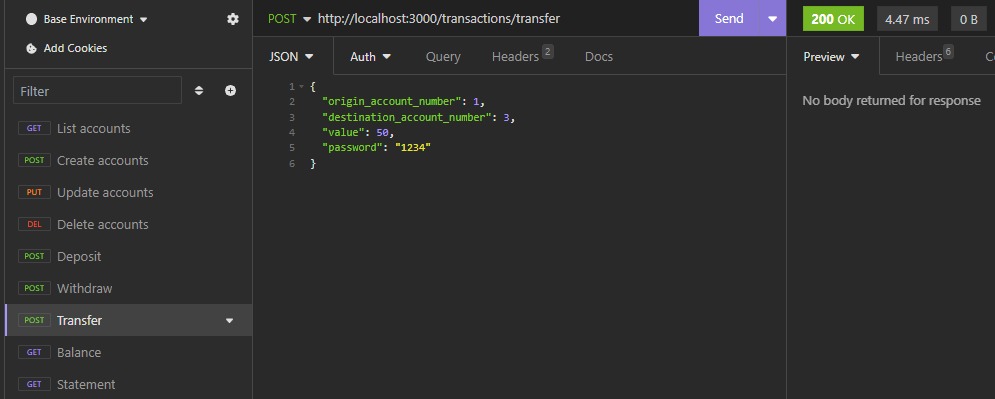 Base Environment
Add Cookies
Filter
GET List accounts
POST Create accounts
PUT Update accounts
DEL Delete accounts
POST Deposit
POST Withdraw
POST Transfer
GET Balance
GET Statement
POST http://localhost:3000/transactions/transfer Send
JSON Auth Query Headers 2 Docs
1 {
2 "origin_account_number": 1,
3 "destination_account_number": 3,
4 "value": 50,
5 "password": "1234"
6 }
200 OK 4.47 ms 0 B
Preview Headers 6 C
No body returned for response